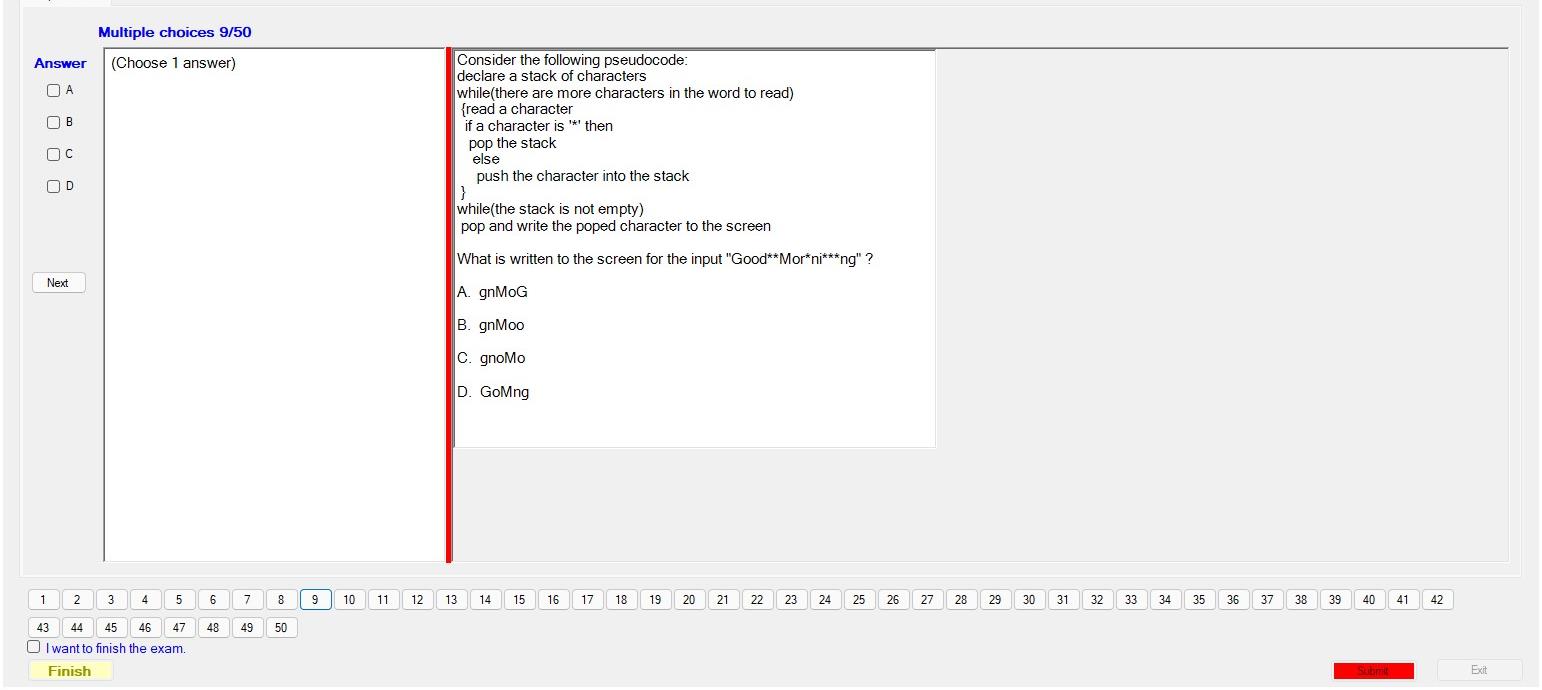 Multiple choices 9/50
Answer
A
B
C
D
Next
(Choose 1 answer)
Consider the following pseudocode:
declare a stack of characters
while(there are more characters in the word to read)
{read a character
if a character is '*' then
pop the stack
else
push the character into the stack
}
while(the stack is not empty)
pop and write the poped character to the screen
What is written to the screen for the input "Good**Mor*ni***ng" ?
A. gnMoG
B. gnMoo
C. gnoMo
D. GoMng
1 2 3 4 5 6 7 8 9 10 11 12 13 14 15 16 17 18 19 20 21 22 23 24 25 26 27 28 29 30 31 32 33 34 35 36 37 38 39 40 41 42
43 44 45 46 47 48 49 50
I want to finish the exam.
Finish
Submit
Exit